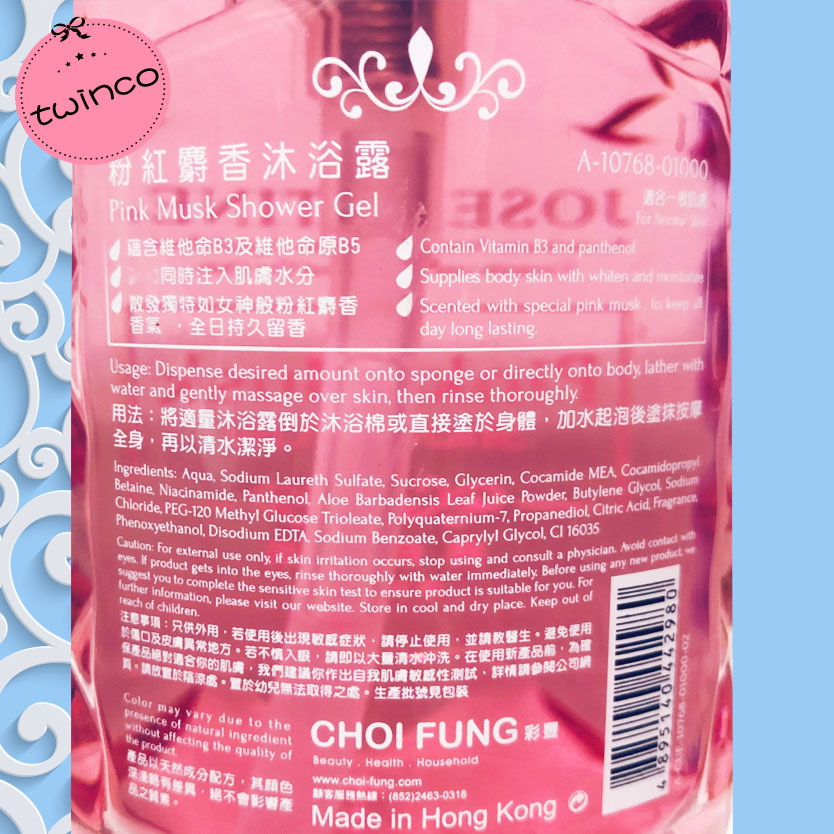 twinco
粉紅麝香沐浴露
Pink Musk Shower Gel
A-10768-01000
適合一般肌膚
For Normal Skin
蘊含維他命B3及維他命原B5
同時注入肌膚水分
散發獨特如女神般粉紅麝香
香氣 ，全日持久留香
Contain Vitamin B3 and panthenol
Supplies body skin with whiten and moisturize
Scented with special pink musk , to keep all
day long lasting.
Usage: Dispense desired amount onto sponge or directly onto body, lather with
water and gently massage over skin, then rinse thoroughly.
用法：將適量沐浴露倒於沐浴棉或直接塗於身體，加水起泡後塗抹按摩
全身，再以清水潔淨。
Ingredients: Aqua, Sodium Laureth Sulfate, Sucrose, Glycerin, Cocamide MEA, Cocamidopropyl
Betaine, Niacinamide, Panthenol, Aloe Barbadensis Leaf Juice Powder, Butylene Glycol, Sodium
Chloride, PEG-120 Methyl Glucose Trioleate, Polyquaternium-7, Propanediol, Citric Acid, Fragrance,
Phenoxyethanol, Disodium EDTA, Sodium Benzoate, Caprylyl Glycol, CI 16035
Caution: For external use only, if skin irritation occurs, stop using and consult a physician. Avoid contact with
eyes. If product gets into the eyes, rinse thoroughly with water immediately. Before using any new product, we
suggest you to complete the sensitive skin test to ensure product is suitable for you. For
further information, please visit our website. Store in cool and dry place. Keep out of
reach of children.
注意事項：只供外用，若使用後出現敏感症狀，請停止使用，並請教醫生。避免使用
於傷口及皮膚異常地方。若不慎入眼，請即以大量清水沖洗。在使用新產品前，為確
保產品絕對適合你的肌膚，我們建議你作出自我肌膚敏感性測試，詳情請參閱公司網
頁。請放置於陰涼處。置於幼兒無法取得之處。生產批號見包裝
Color may vary due to the
presence of natural ingredient
without affecting the quality of
the product.
產品以天然成分配方，其顏色
深淺略有差異，絕不會影響產
品之質素。
CHOI FUNG 彩豐
Beauty . Health . Household
www.choi-fung.com
顧客服務熱線：(852)2463-0318
Made in Hong Kong
4 895140 442980
10768-01000-02